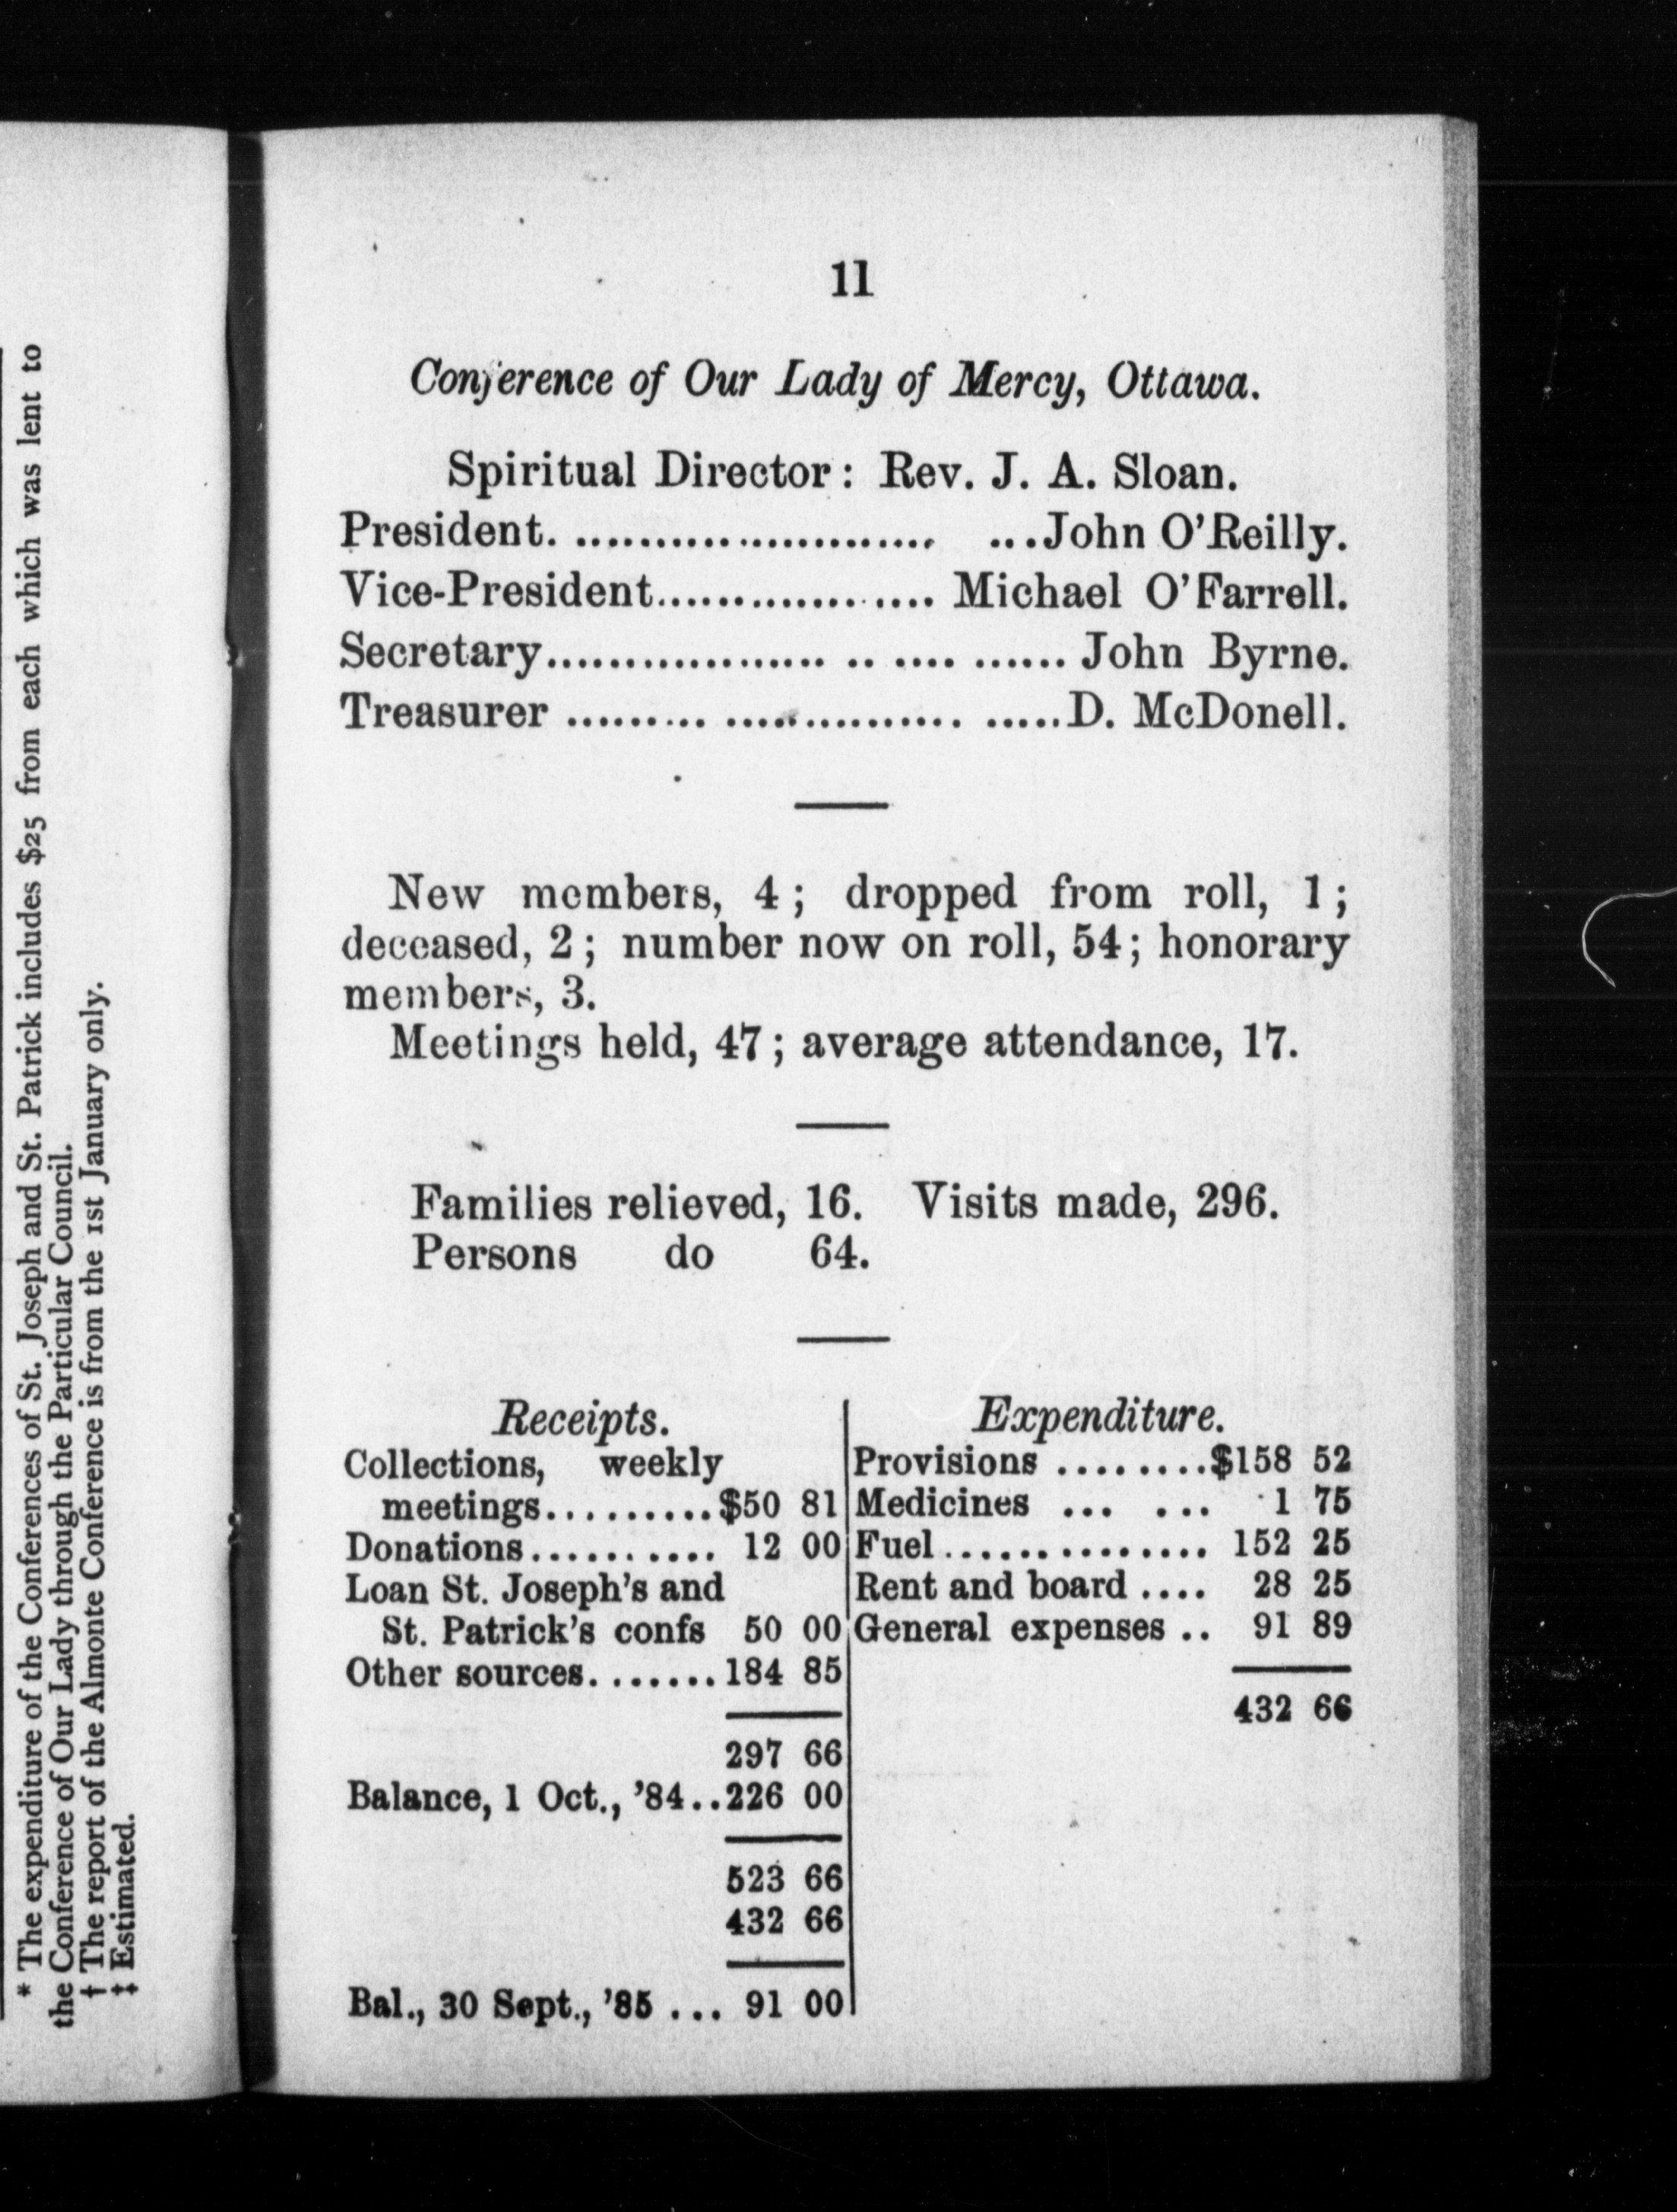 * The expenditure of the Conferences of St. Joseph and St. Patrick includes $25 from each which was lent to
the Conference of Our Lady through the Particular Council.
† The report of the Almonte Conference is from the 1st January only.
‡ Estimated.
11
Conference of Our Lady of Mercy, Ottawa.
Spiritual Director: Rev. J. A. Sloan.
President. ........................ ...John O'Reilly.
Vice-President.................. Michael O'Farrell.
Secretary.................. .. .... ...... John Byrne.
Treasurer ......... ............... .....D. McDonell.
New members, 4; dropped from roll, 1;
deceased, 2; number now on roll, 54; honorary
members, 3.
Meetings held, 47; average attendance, 17.
Families relieved, 16. Visits made, 296.
Persons do 64.
Receipts.
Collections, weekly
meetings..........$50 81
Donations........... 12 00
Loan St. Joseph's and
St. Patrick's confs 50 00
Other sources.......184 85
297 66
Balance, 1 Oct., '84..226 00
523 66
432 66
Bal., 30 Sept., '85 ... 91 00
Expenditure.
Provisions ........$158 52
Medicines ... ... 1 75
Fuel............... 152 25
Rent and board .... 28 25
General expenses .. 91 89
432 66